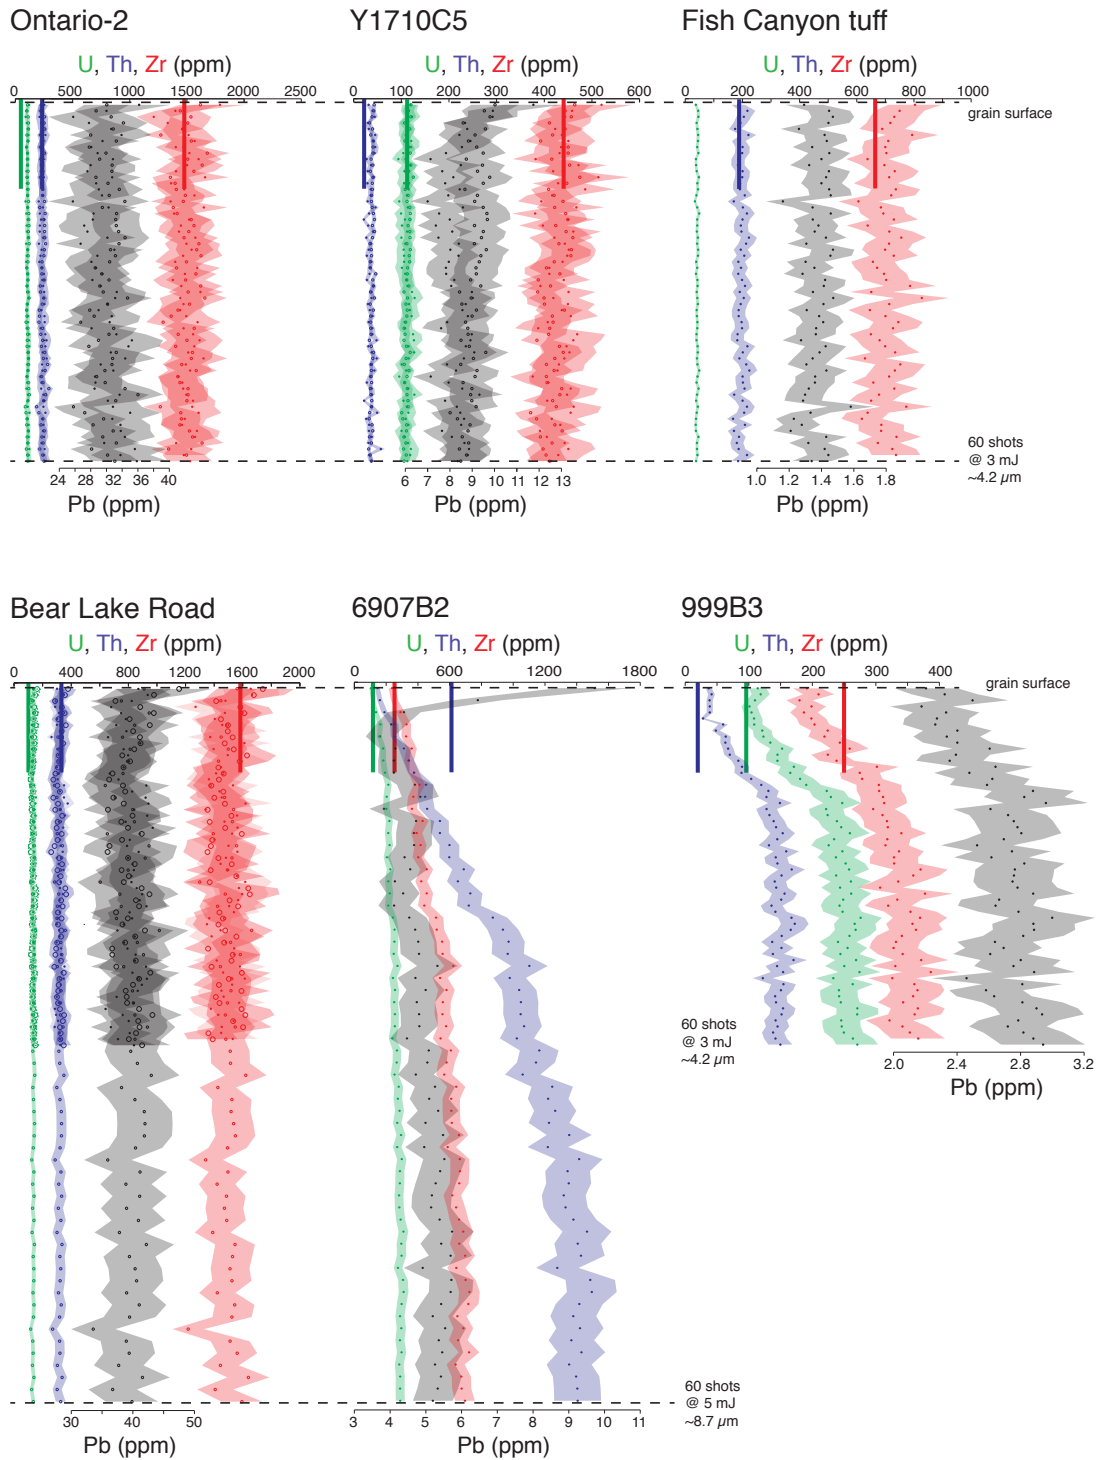 Ontario-2
Y1710C5
Fish Canyon tuff
U, Th, Zr (ppm)
U, Th, Zr (ppm)
U, Th, Zr (ppm)
0 500 1000 1500 2000 2500
0 100 200 300 400 500 600
0 200 400 600 800 1000
grain surface
60 shots
@ 3 mJ
~4.2 µm
24 28 32 36 40
6 7 8 9 10 11 12 13
1.0 1.2 1.4 1.6 1.8
Pb (ppm)
Pb (ppm)
Pb (ppm)
Bear Lake Road
6907B2
999B3
U, Th, Zr (ppm)
U, Th, Zr (ppm)
U, Th, Zr (ppm)
0 400 800 1200 1600 2000
0 600 1200 1800
0 100 200 300 400
grain surface
60 shots
@ 3 mJ
~4.2 µm
2.0 2.4 2.8 3.2
Pb (ppm)
60 shots
@ 5 mJ
~8.7 µm
30 40 50
3 4 5 6 7 8 9 10 11
Pb (ppm)
Pb (ppm)